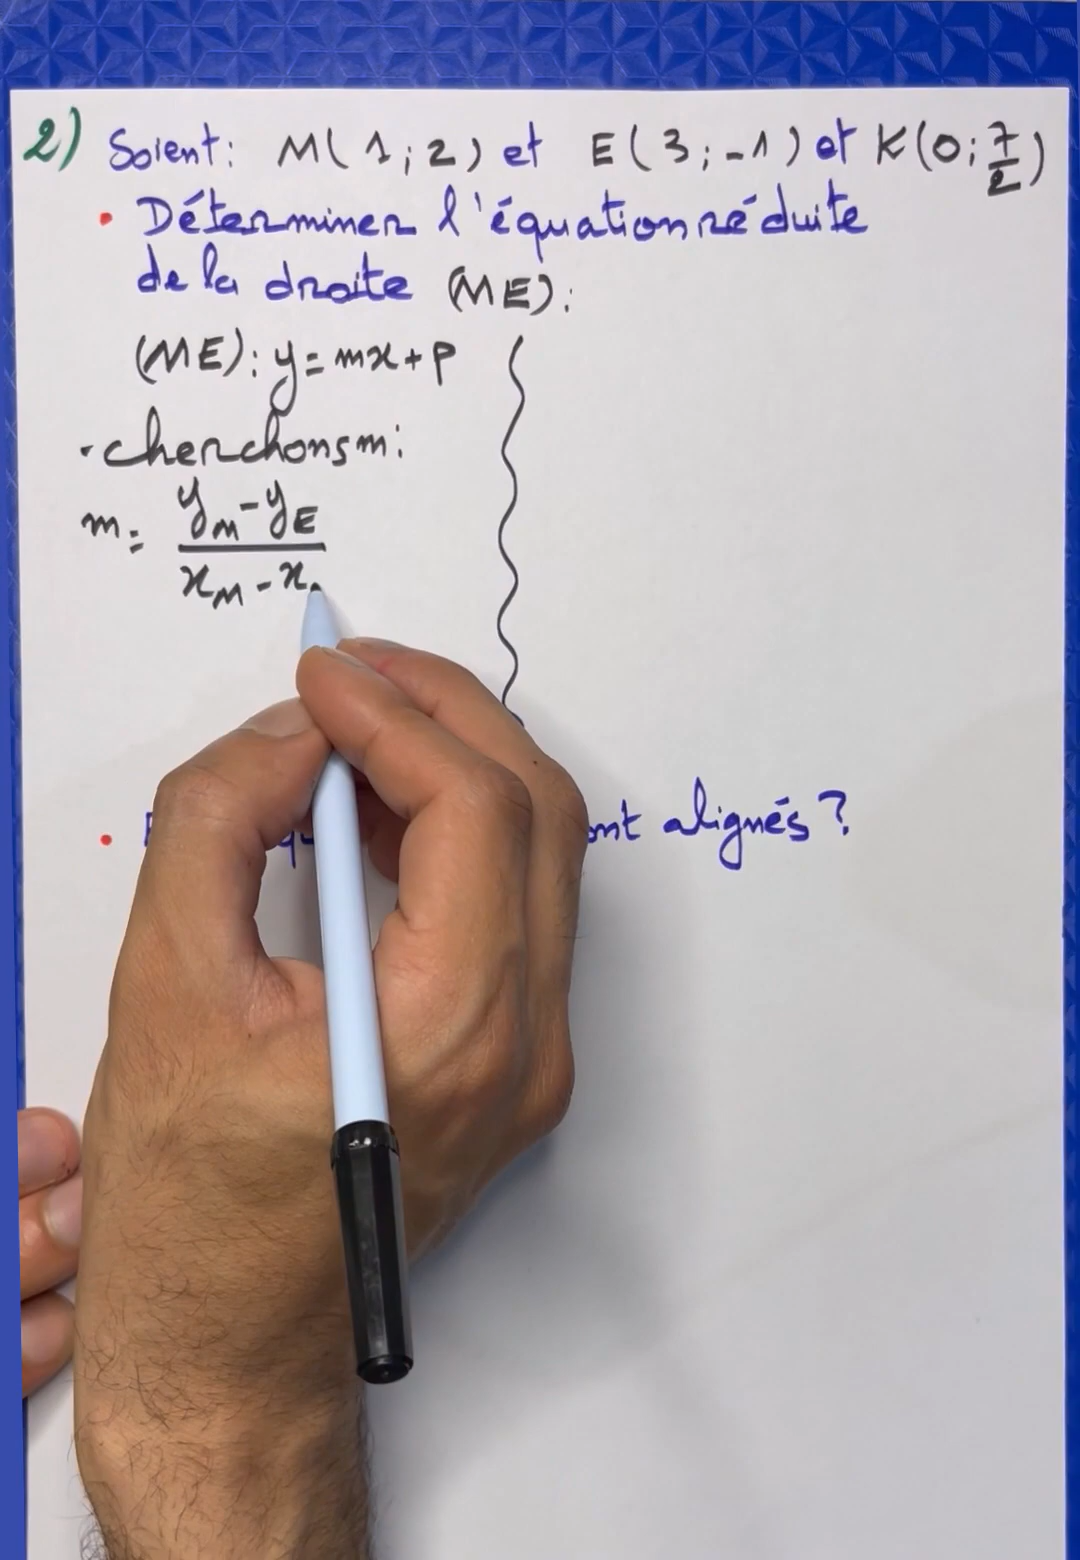 2) Soient: M(1;2) et E(3;-1) et K(0;7/2)
• Déterminer l'équation réduite
de la droite (ME):
(ME): y = mx + p
• cherchons m:
m = (yM - yE) / (xM - x
• ont alignés ?